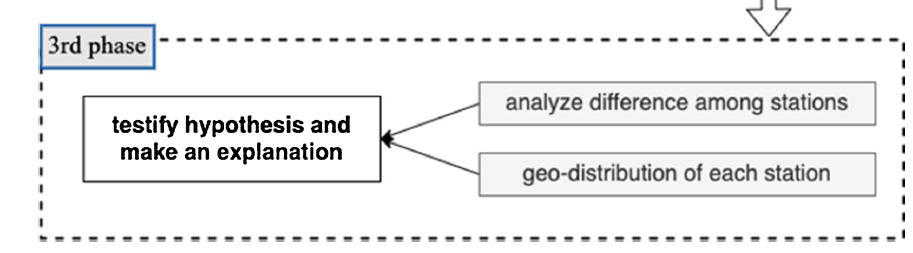 3rd phase
testify hypothesis and
make an explanation
analyze difference among stations
geo-distribution of each station